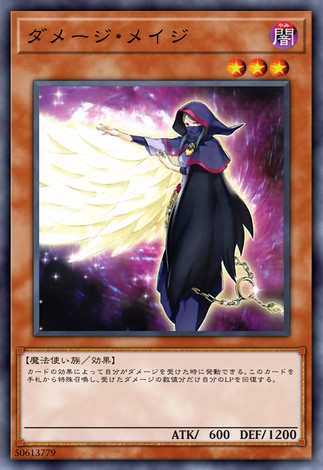 ダメージ・メイジ
やみ
闇
【魔法使い族／効果】
カードの効果によって自分がダメージを受けた時に発動できる。このカードを
手札から特殊召喚し、受けたダメージの数値分だけ自分のLPを回復する。
ATK/ 600 DEF/1200
50613779